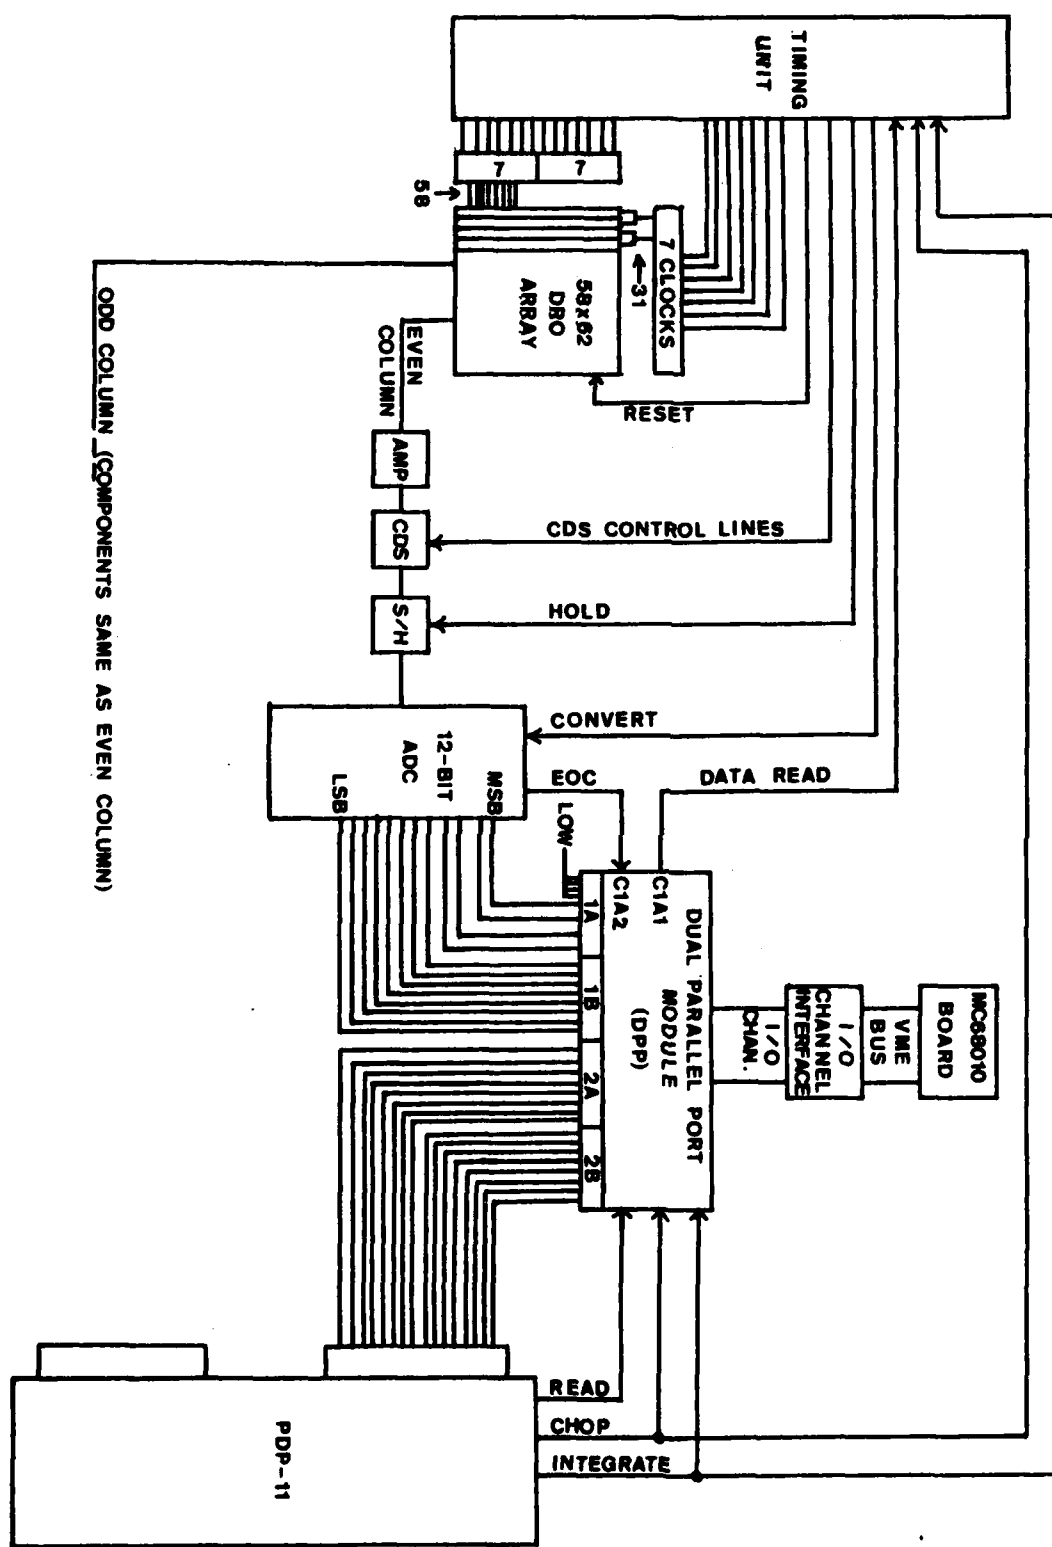 TIMING
UNIT
7
7
58
7 CLOCKS
31
58x62
DRO
ARRAY
RESET
EVEN
COLUMN
AMP
CDS
S/H
CDS CONTROL LINES
HOLD
CONVERT
EOC
DATA READ
LOW
12-BIT
ADC
MSB
LSB
C1A1
C1A2
1A
1B
2A
2B
DUAL PARALLEL PORT
MODULE
(DPP)
I/O
CHAN.
I/O
CHANNEL
INTERFACE
VME
BUS
MC68010
BOARD
READ
CHOP
INTEGRATE
PDP-11
ODD COLUMN (COMPONENTS SAME AS EVEN COLUMN)